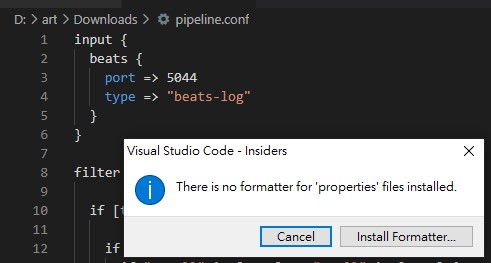 D: > art > Downloads > pipeline.conf
1 input {
2 beats {
3 port => 5044
4 type => "beats-log"
5 }
6 }
7
8 filter
9
10 if [
11
12 if
Visual Studio Code - Insiders
There is no formatter for 'properties' files installed.
Cancel
Install Formatter...